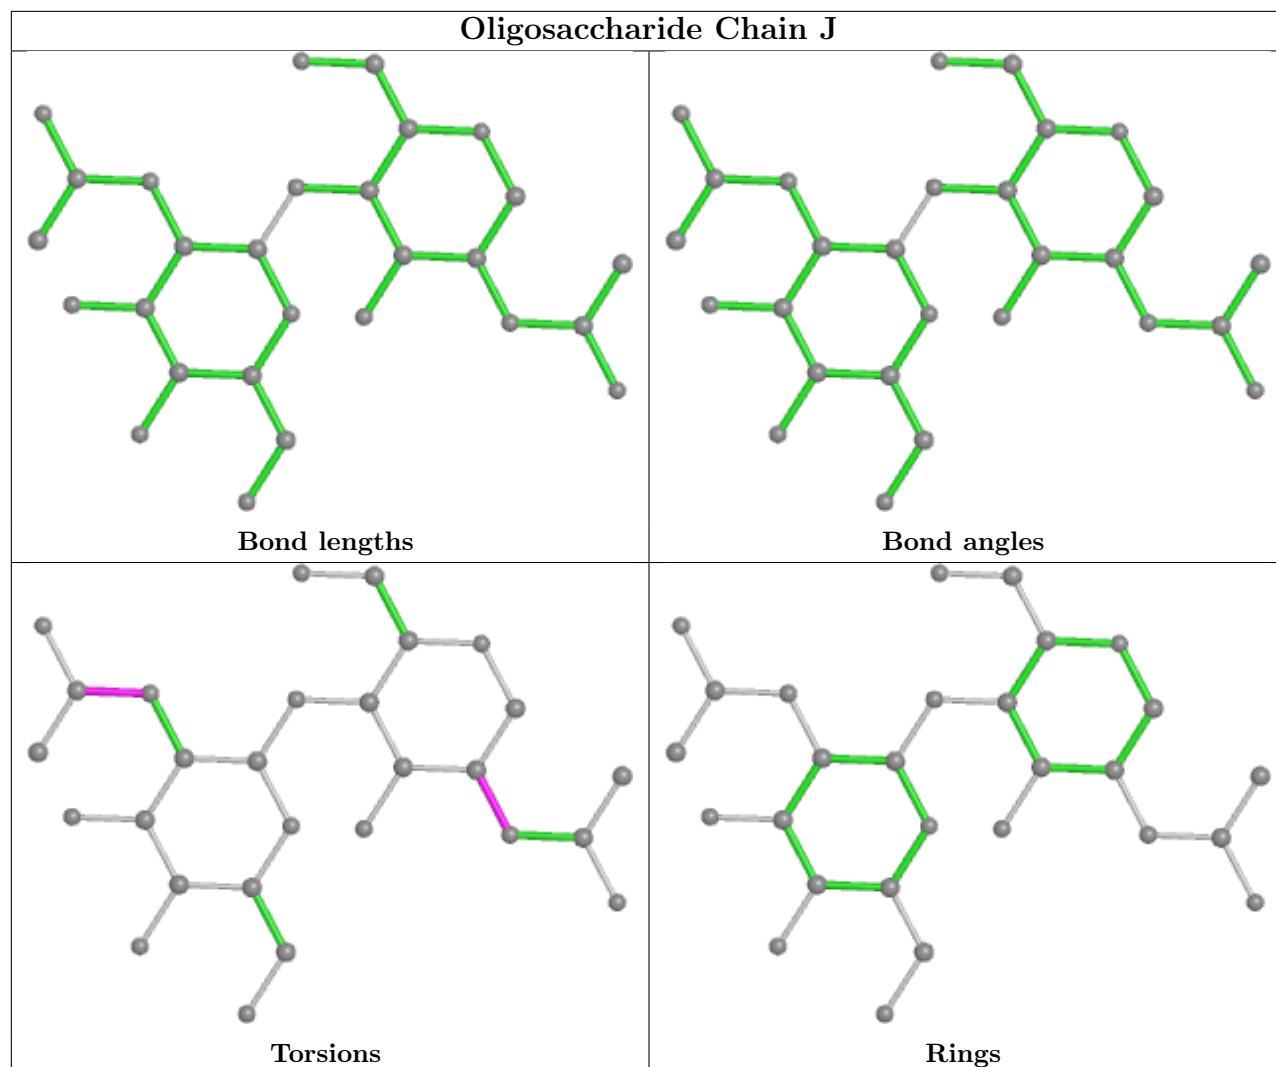 Oligosaccharide Chain J
Bond lengths
Bond angles
Torsions
Rings